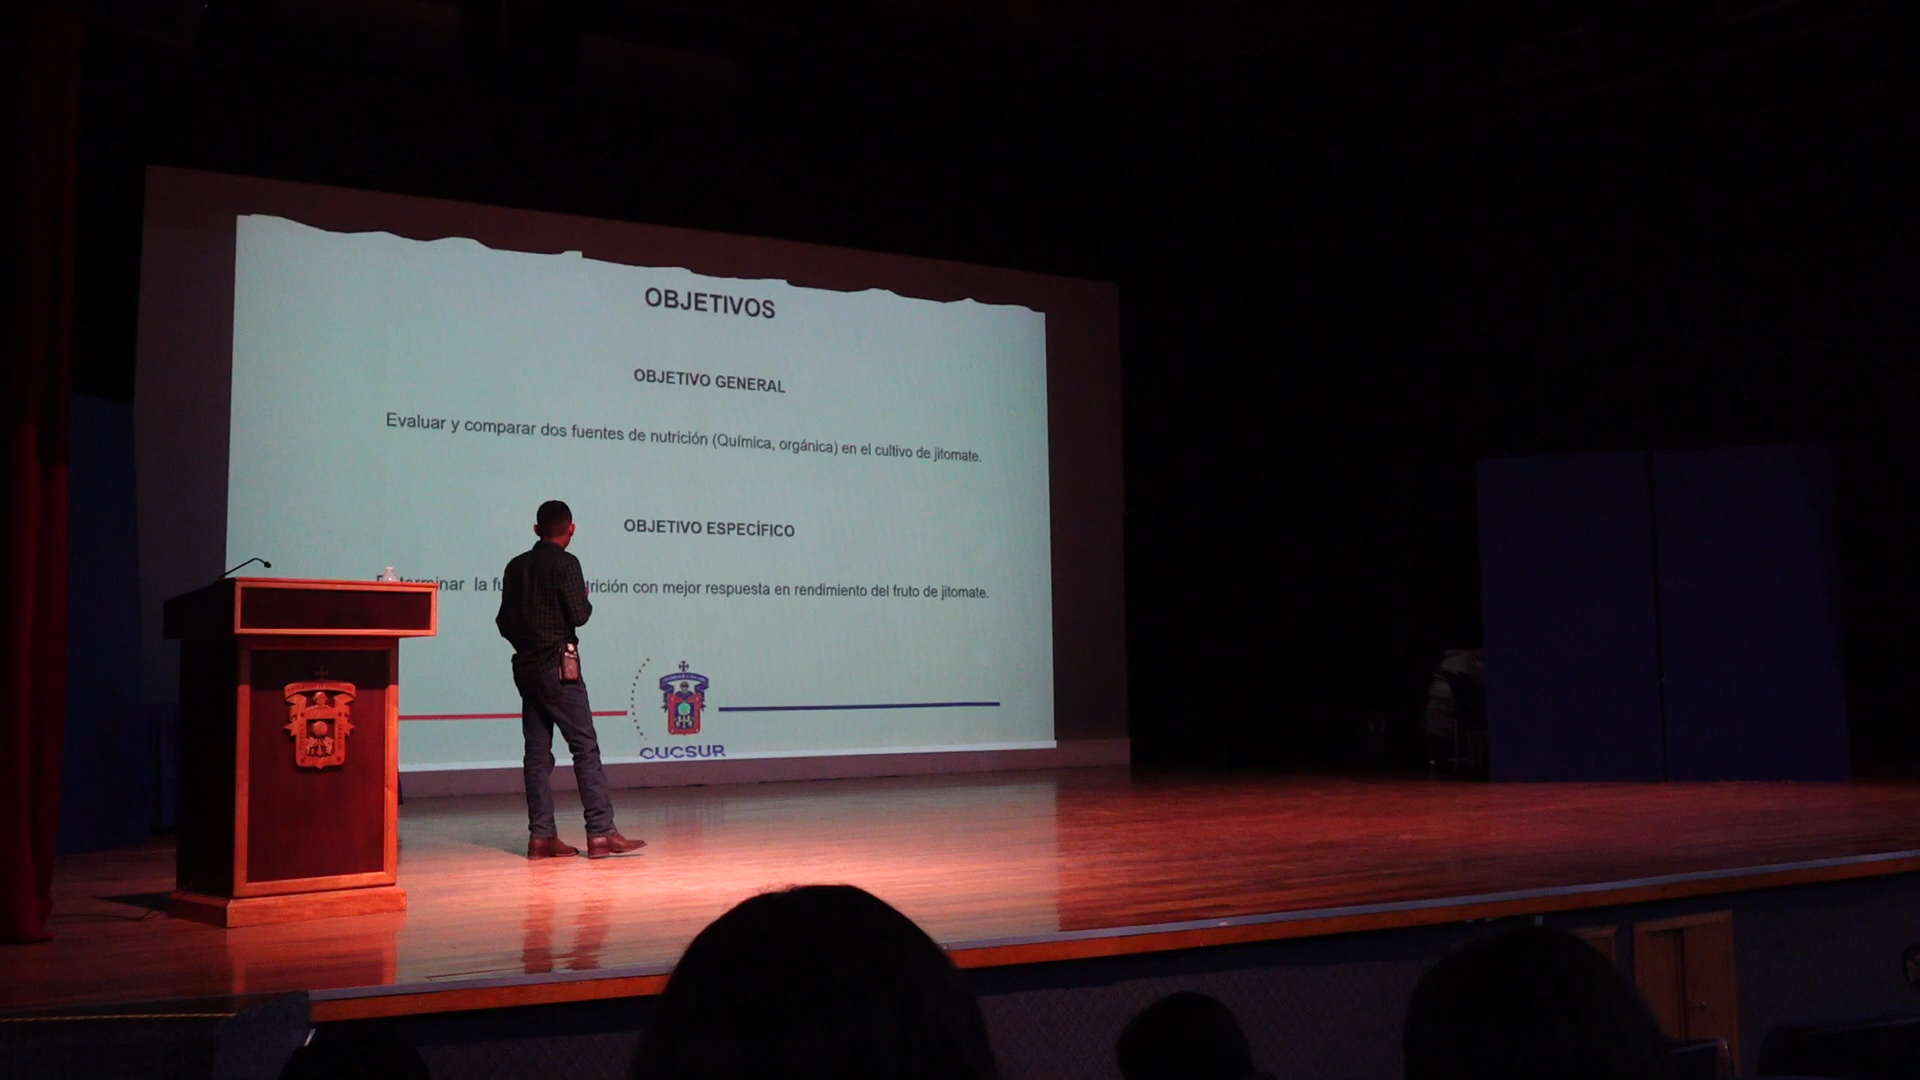 OBJETIVOS
OBJETIVO GENERAL
Evaluar y comparar dos fuentes de nutrición (Química, orgánica) en el cultivo de jitomate.
OBJETIVO ESPECÍFICO
la con mejor respuesta en rendimiento del fruto de jitomate.
CUCSUR